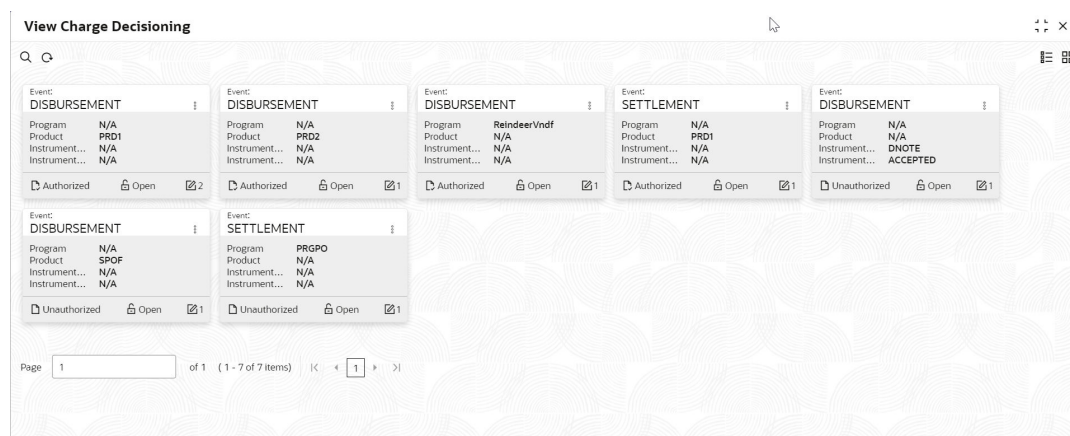 View Charge Decisioning
Event:
DISBURSEMENT
Program N/A
Product PRD1
Instrument... N/A
Instrument... N/A
Authorized Open 2
Event:
DISBURSEMENT
Program N/A
Product PRD2
Instrument... N/A
Instrument... N/A
Authorized Open 1
Event:
DISBURSEMENT
Program ReindeerVndf
Product N/A
Instrument... N/A
Instrument... N/A
Authorized Open 1
Event:
SETTLEMENT
Program N/A
Product PRD1
Instrument... N/A
Instrument... N/A
Authorized Open 1
Event:
DISBURSEMENT
Program N/A
Product N/A
Instrument... DNOTE
Instrument... ACCEPTED
Unauthorized Open 1
Event:
DISBURSEMENT
Program N/A
Product SPOF
Instrument... N/A
Instrument... N/A
Unauthorized Open 1
Event:
SETTLEMENT
Program PRGPO
Product N/A
Instrument... N/A
Instrument... N/A
Unauthorized Open 1
Page 1 of 1 ( 1 - 7 of 7 items) 1